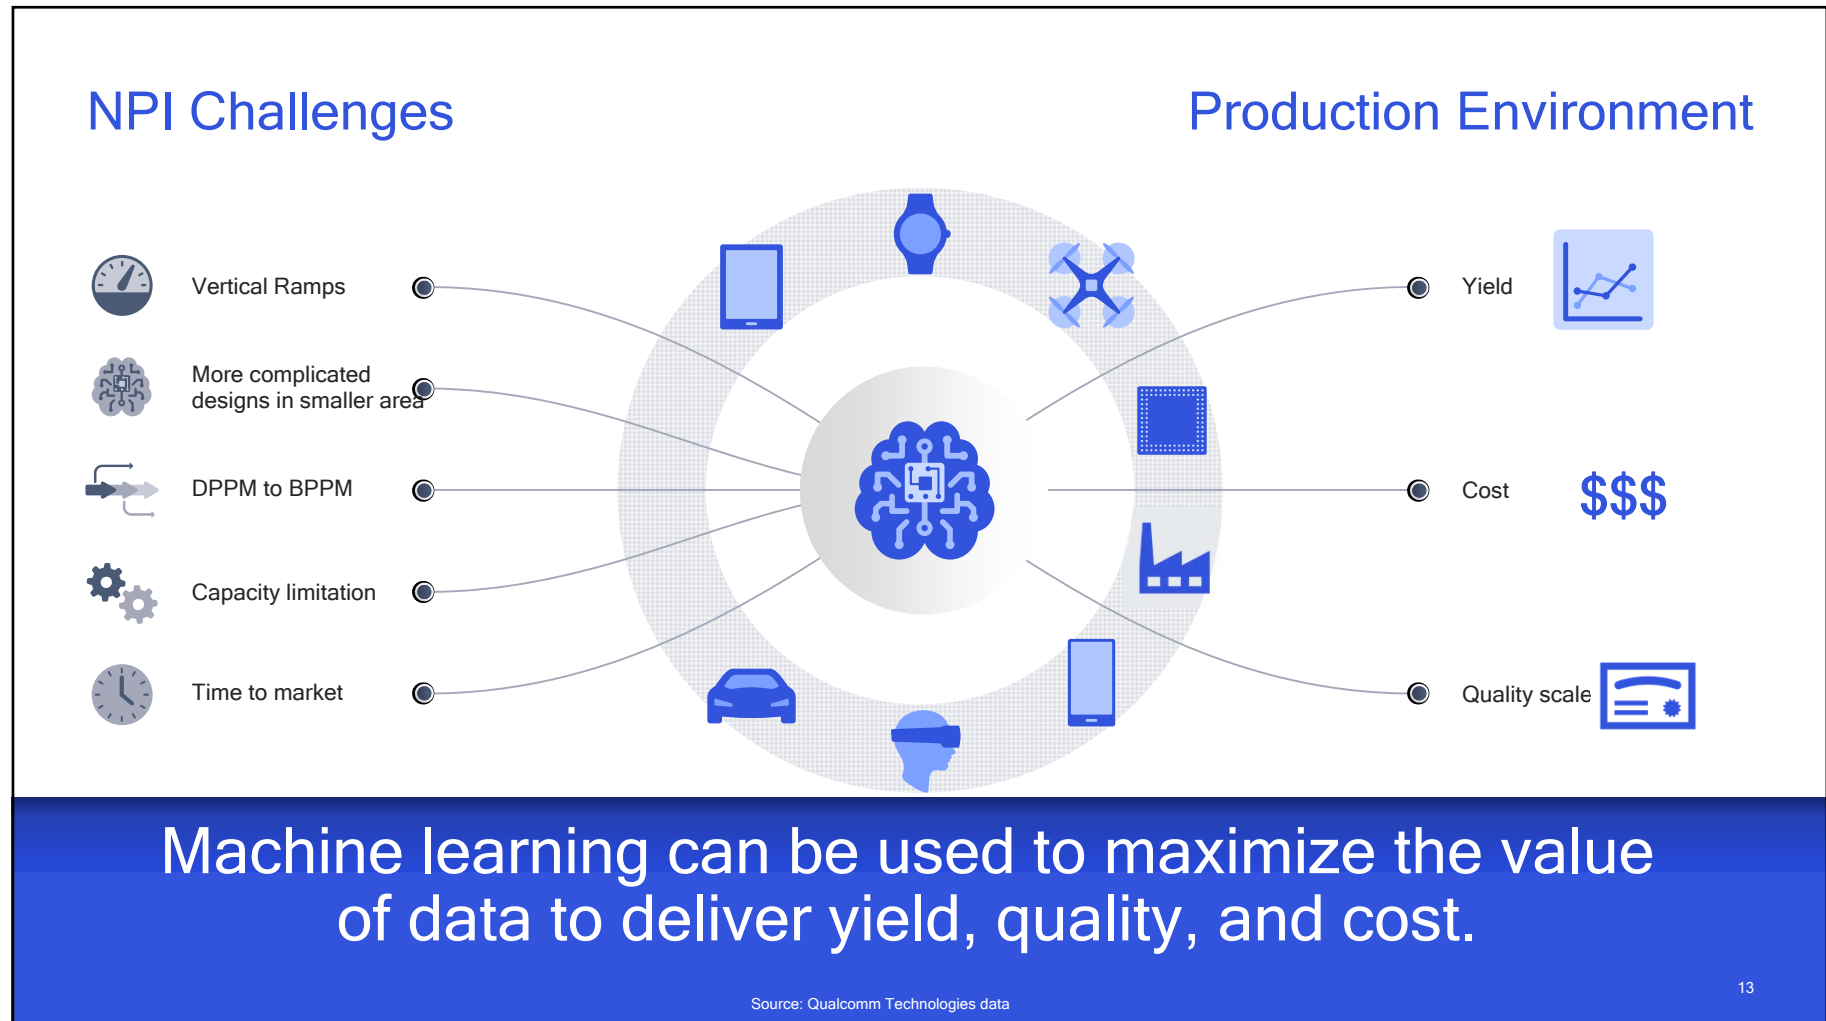 NPI Challenges
Production Environment
Vertical Ramps
More complicated
designs in smaller area
DPPM to BPPM
Capacity limitation
Time to market
Yield
Cost
$$$
Quality scale
Machine learning can be used to maximize the value
of data to deliver yield, quality, and cost.
13
Source: Qualcomm Technologies data